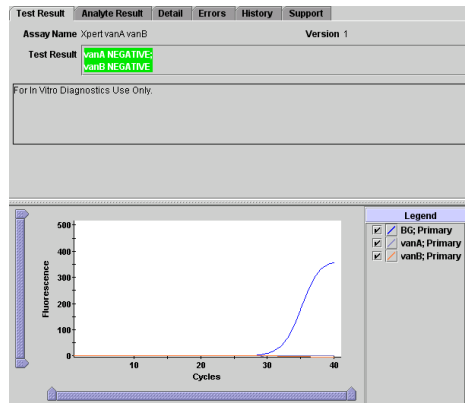 Test Result Analyte Result Detail Errors History Support
Assay Name Xpert vanA vanB Version 1
Test Result vanA NEGATIVE;
vanB NEGATIVE
For In Vitro Diagnostics Use Only.
Legend
BG; Primary
vanA; Primary
vanB; Primary
500
400
300
200
100
0
Fluorescence
10 20 30 40
Cycles